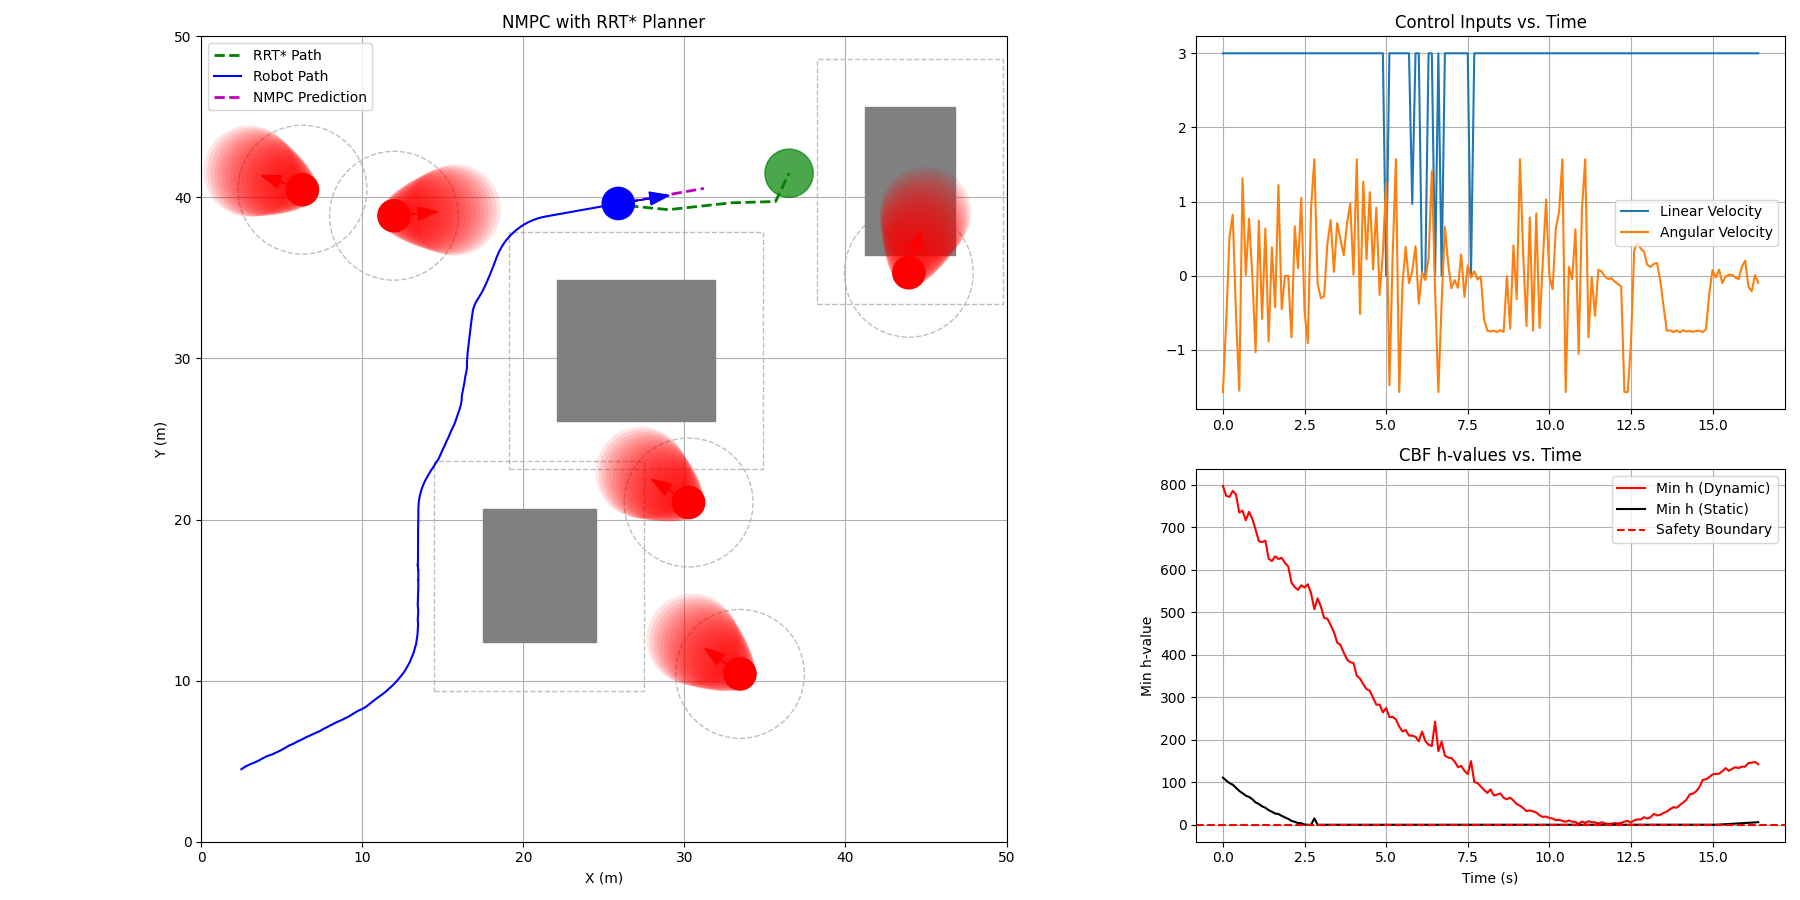 NMPC with RRT* Planner
RRT* Path
Robot Path
NMPC Prediction
50
40
30
20
10
0
Y (m)
0 10 20 30 40 50
X (m)
Control Inputs vs. Time
3
2
1
0
−1
Linear Velocity
Angular Velocity
0.0 2.5 5.0 7.5 10.0 12.5 15.0
CBF h-values vs. Time
800
700
600
500
400
300
200
100
0
Min h-value
Min h (Dynamic)
Min h (Static)
Safety Boundary
0.0 2.5 5.0 7.5 10.0 12.5 15.0
Time (s)